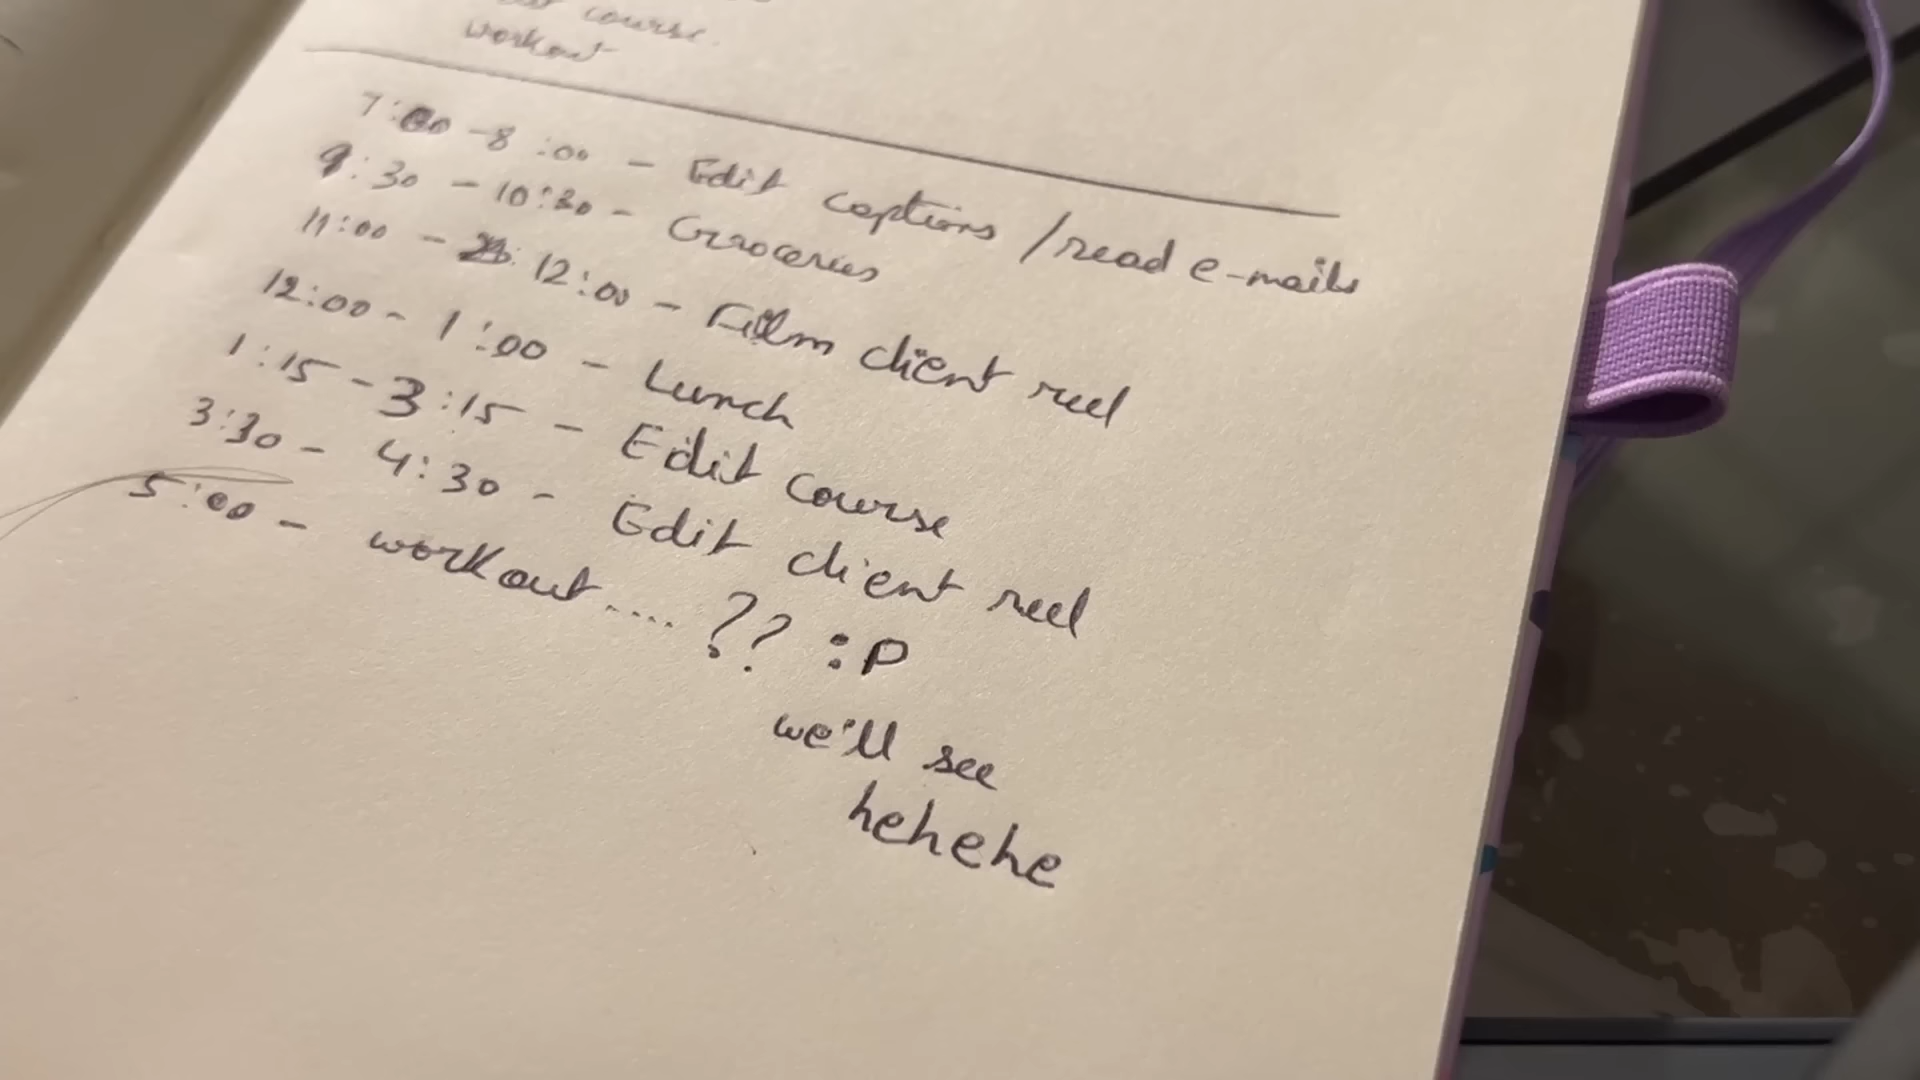 course.
workout
7:00 - 8:00 - Edit captions / read e-mails
9:30 - 10:30 - Groceries
11:00 - 12:00 - Film client reel
12:00 - 1:00 - Lunch
1:15 - 3:15 - Edit course
3:30 - 4:30 - Edit client reel
5:00 - workout.... ?? :P
we'll see
hehehe